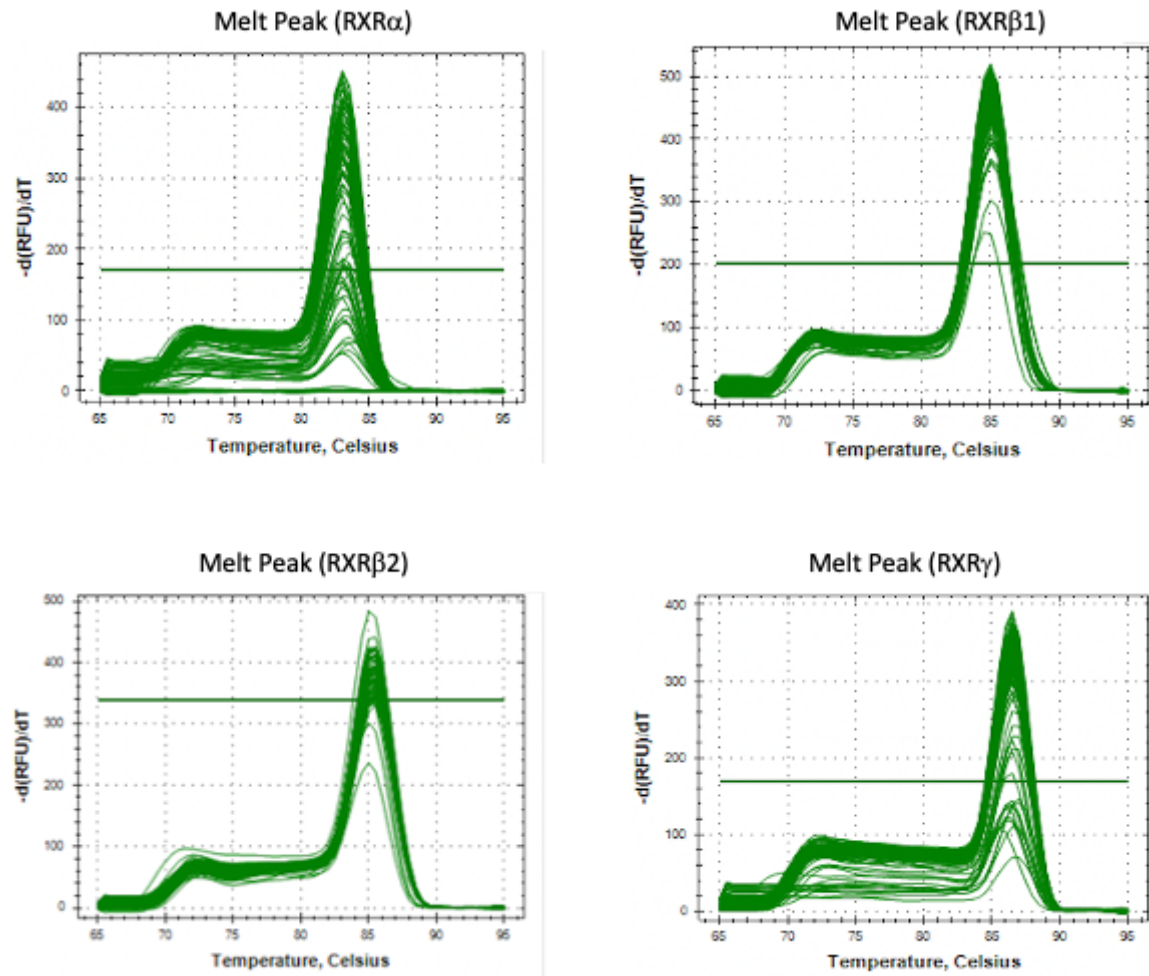 Melt Peak (RXRα)
400
300
200
100
0
-d(RFU)/dT
65 70 75 80 85 90 95
Temperature, Celsius
Melt Peak (RXRβ1)
500
400
300
200
100
0
-d(RFU)/dT
65 70 75 80 85 90 95
Temperature, Celsius
Melt Peak (RXRβ2)
500
400
300
200
100
0
-d(RFU)/dT
65 70 75 80 85 90 95
Temperature, Celsius
Melt Peak (RXRγ)
400
300
200
100
0
-d(RFU)/dT
65 70 75 80 85 90 95
Temperature, Celsius